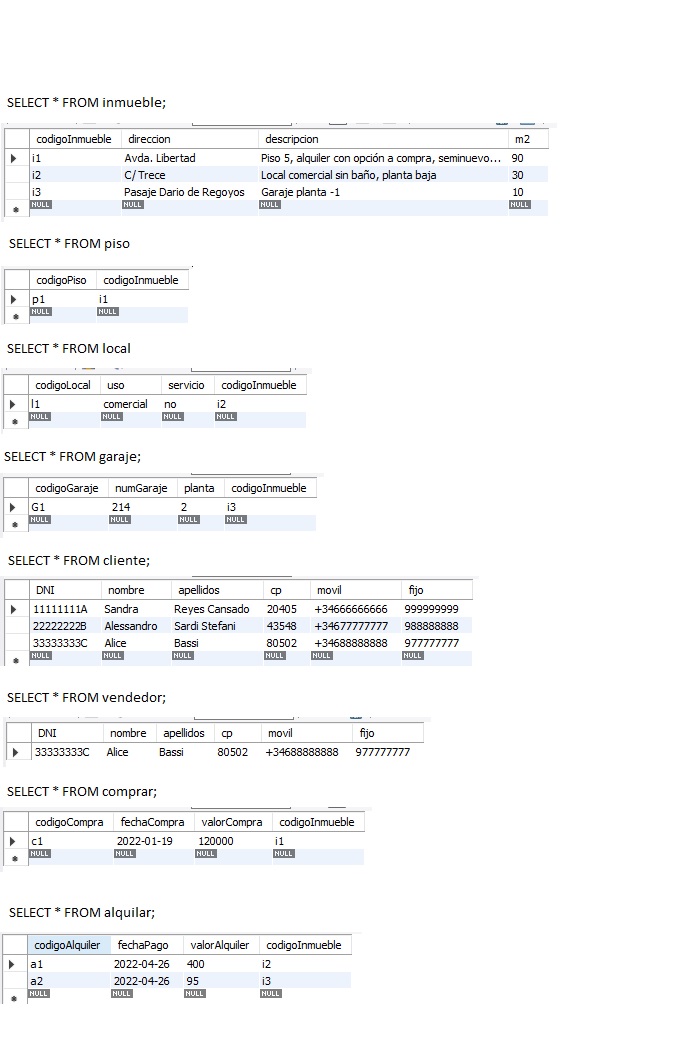 SELECT * FROM inmueble;
codigoInmueble direccion descripcion m2
i1 Avda. Libertad Piso 5, alquiler con opción a compra, seminuevo... 90
i2 C/Trece Local comercial sin baño, planta baja 30
i3 Pasaje Dario de Regoyos Garaje planta -1 10
NULL NULL NULL NULL
SELECT * FROM piso
codigoPiso codigoInmueble
p1 i1
NULL NULL
SELECT * FROM local
codigoLocal uso servicio codigoInmueble
l1 comercial no i2
NULL NULL NULL NULL
SELECT * FROM garaje;
codigoGaraje numGaraje planta codigoInmueble
G1 214 2 i3
NULL NULL NULL NULL
SELECT * FROM cliente;
DNI nombre apellidos cp movil fijo
11111111A Sandra Reyes Cansado 20405 +34666666666 999999999
22222222B Alessandro Sardi Stefani 43548 +34677777777 988888888
33333333C Alice Bassi 80502 +34688888888 977777777
NULL NULL NULL NULL NULL NULL
SELECT * FROM vendedor;
DNI nombre apellidos cp movil fijo
33333333C Alice Bassi 80502 +34688888888 977777777
SELECT * FROM comprar;
codigoCompra fechaCompra valorCompra codigoInmueble
c1 2022-01-19 120000 i1
NULL NULL NULL NULL
SELECT * FROM alquilar;
codigoAlquiler fechaPago valorAlquiler codigoInmueble
a1 2022-04-26 400 i2
a2 2022-04-26 95 i3
NULL NULL NULL NULL